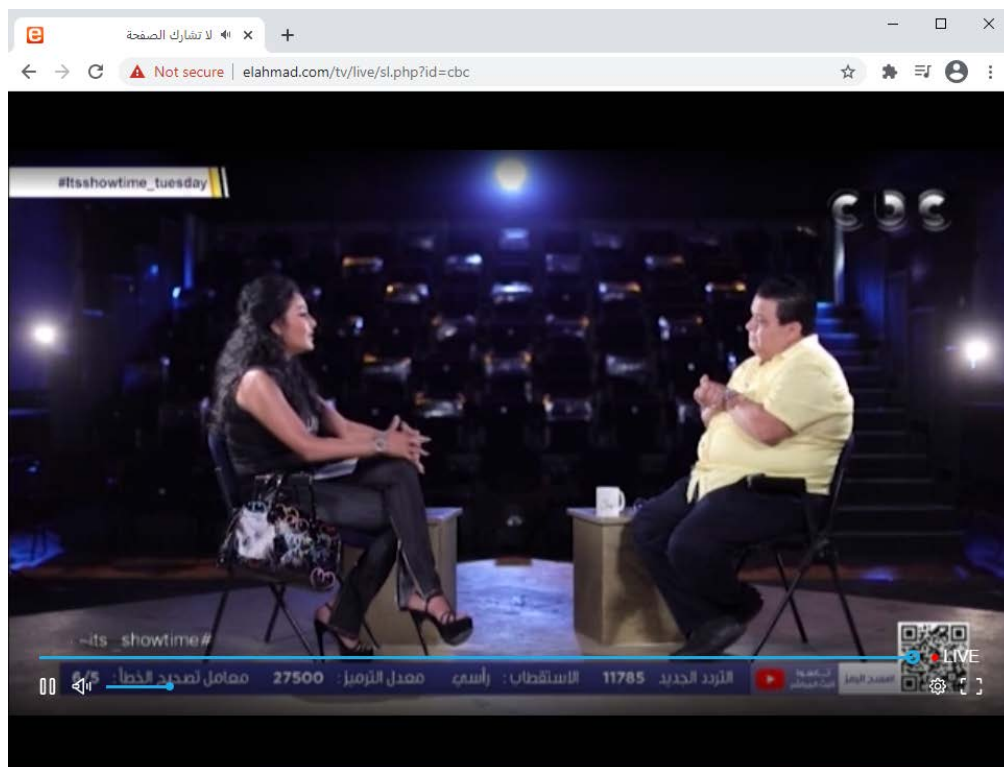 لا تشارك الصفحة
Not secure
elahmad.com/tv/live/sl.php?id=cbc
#Itsshowtime_tuesday
cbc
its_showtime#
LIVE
التردد الجديد 11785 الاستقطاب: رأسي معدل الترميز: 27500 معامل تصحيح الخطأ: 5/6